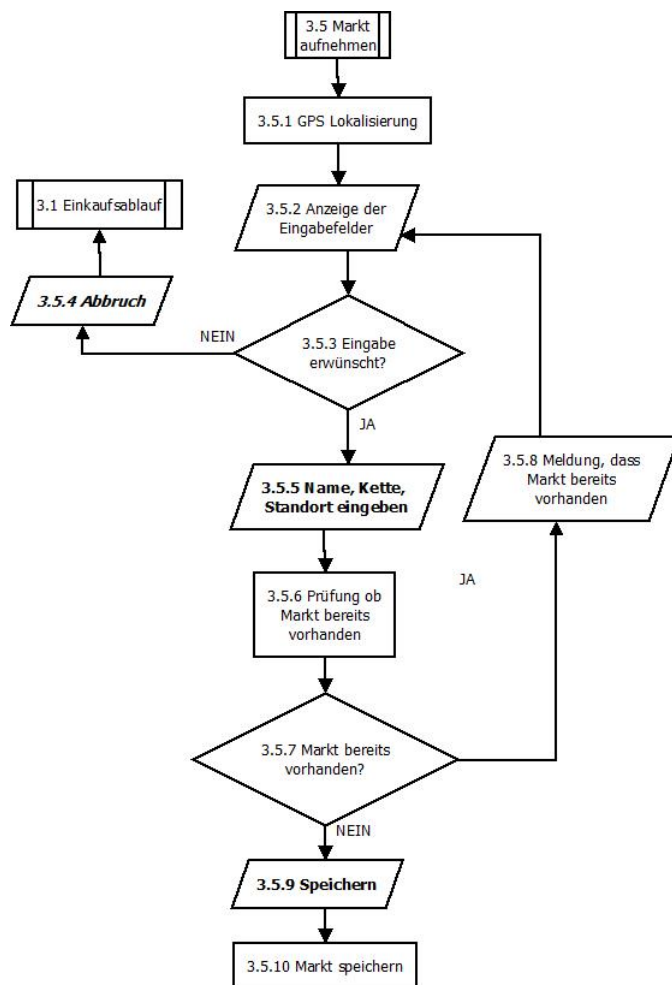 3.5 Markt
aufnehmen
3.5.1 GPS Lokalisierung
3.5.2 Anzeige der
Eingabefelder
3.1 Einkaufsablauf
3.5.4 Abbruch
NEIN
3.5.3 Eingabe
erwünscht?
JA
3.5.5 Name, Kette,
Standort eingeben
3.5.8 Meldung, dass
Markt bereits
vorhanden
3.5.6 Prüfung ob
Markt bereits
vorhanden
JA
3.5.7 Markt bereits
vorhanden?
NEIN
3.5.9 Speichern
3.5.10 Markt speichern